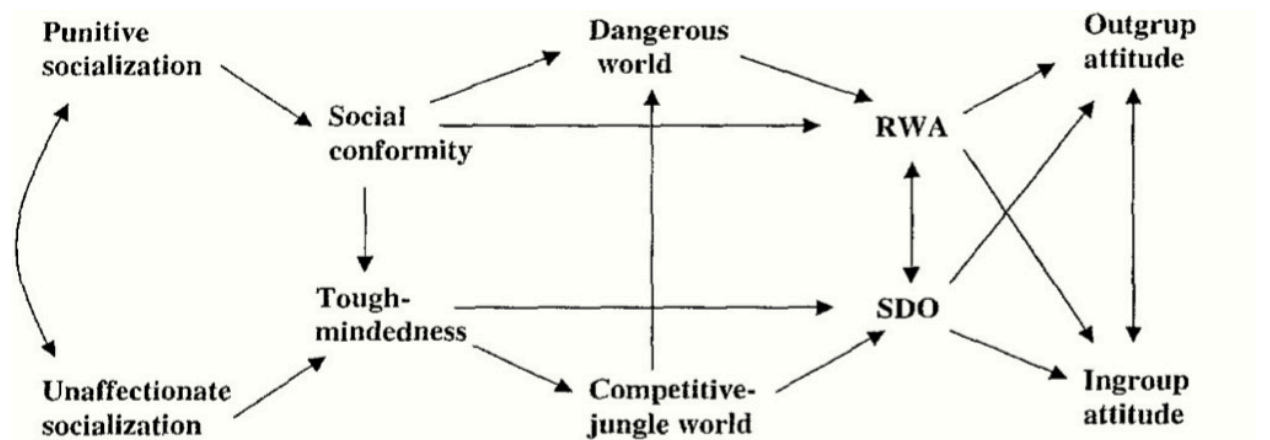 Punitive
socialization
Dangerous
world
Outgrup
attitude
Social
conformity
RWA
Tough-
mindedness
SDO
Unaffectionate
socialization
Competitive-
jungle world
Ingroup
attitude